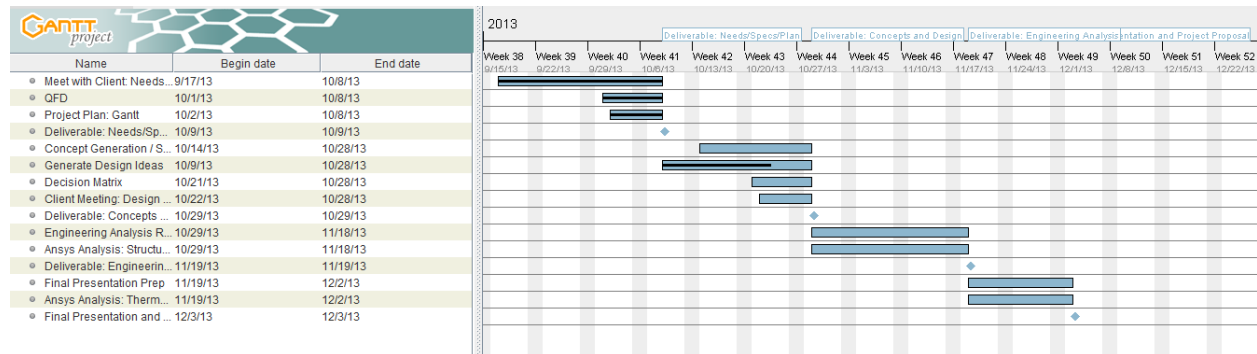 GANTT
project
2013
Deliverable: Needs/Specs/Plan Deliverable: Concepts and Design Deliverable: Engineering Analysis ntation and Project Proposal
Week 38 Week 39 Week 40 Week 41 Week 42 Week 43 Week 44 Week 45 Week 46 Week 47 Week 48 Week 49 Week 50 Week 51 Week 52
9/15/13 9/22/13 9/29/13 10/6/13 10/13/13 10/20/13 10/27/13 11/3/13 11/10/13 11/17/13 11/24/13 12/1/13 12/8/13 12/15/13 12/22/13
Name Begin date End date
Meet with Client: Needs... 9/17/13 10/8/13
QFD 10/1/13 10/8/13
Project Plan: Gantt 10/2/13 10/8/13
Deliverable: Needs/Sp... 10/9/13 10/9/13
Concept Generation / S... 10/14/13 10/28/13
Generate Design Ideas 10/9/13 10/28/13
Decision Matrix 10/21/13 10/28/13
Client Meeting: Design ... 10/22/13 10/28/13
Deliverable: Concepts ... 10/29/13 10/29/13
Engineering Analysis R... 10/29/13 11/18/13
Ansys Analysis: Structu... 10/29/13 11/18/13
Deliverable: Engineerin... 11/19/13 11/19/13
Final Presentation Prep 11/19/13 12/2/13
Ansys Analysis: Therm... 11/19/13 12/2/13
Final Presentation and ... 12/3/13 12/3/13